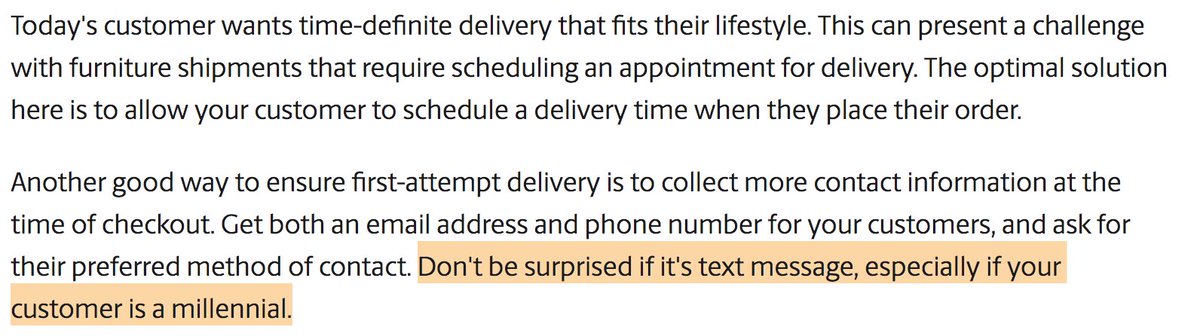 Today's customer wants time-definite delivery that fits their lifestyle. This can present a challenge
with furniture shipments that require scheduling an appointment for delivery. The optimal solution
here is to allow your customer to schedule a delivery time when they place their order.
Another good way to ensure first-attempt delivery is to collect more contact information at the
time of checkout. Get both an email address and phone number for your customers, and ask for
their preferred method of contact. Don't be surprised if it's text message, especially if your
customer is a millennial.